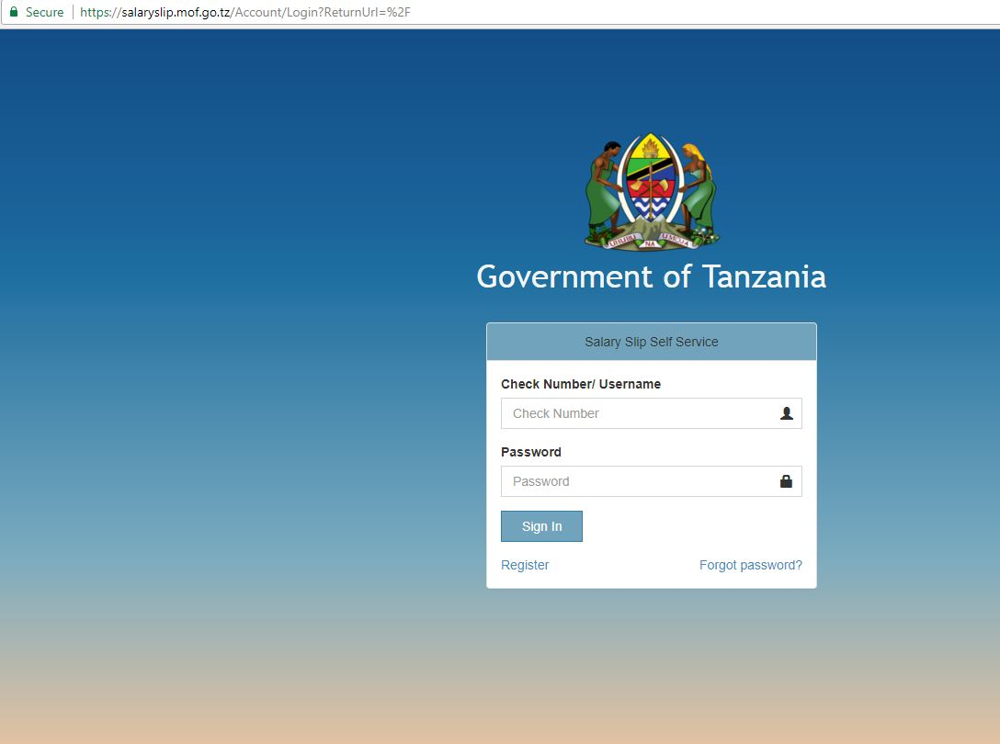 Secure https://salaryslip.mof.go.tz/Account/Login?ReturnUrl=%2F
UHURU NA UMOJA
Government of Tanzania
Salary Slip Self Service
Check Number/ Username
Check Number
Password
Password
Sign In
Register Forgot password?